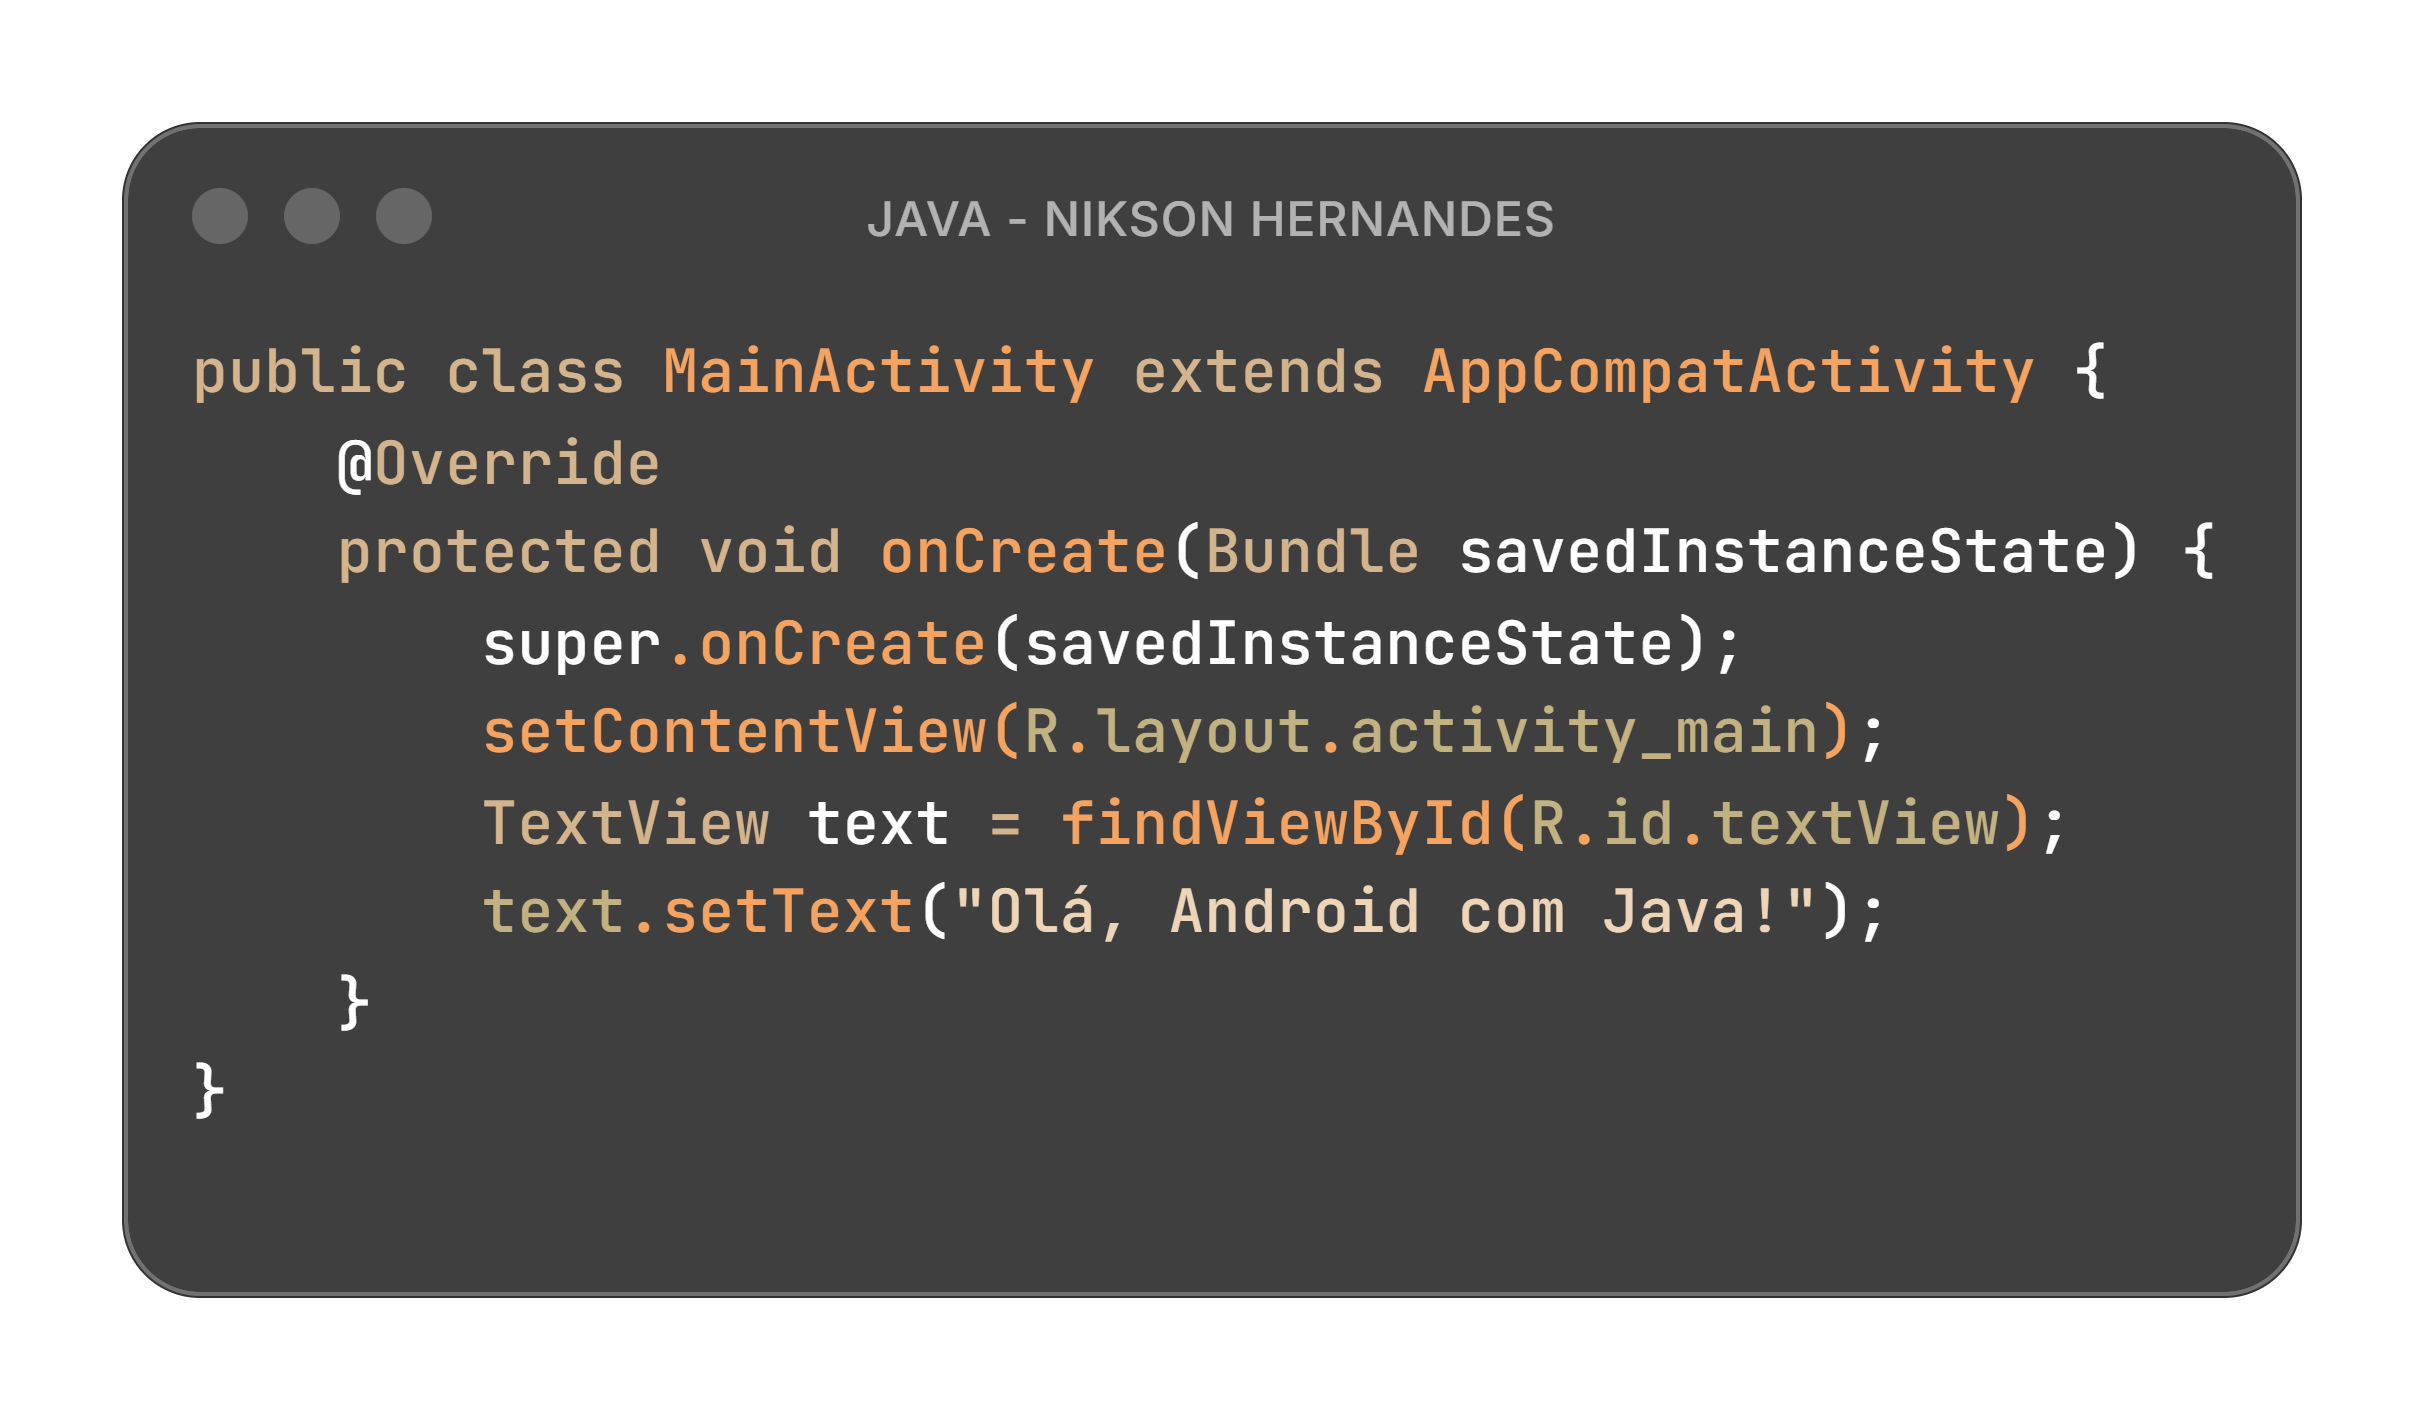 JAVA - NIKSON HERNANDES
public class MainActivity extends AppCompatActivity {
    @Override
    protected void onCreate(Bundle savedInstanceState) {
        super.onCreate(savedInstanceState);
        setContentView(R.layout.activity_main);
        TextView text = findViewById(R.id.textView);
        text.setText("Olá, Android com Java!");
    }
}